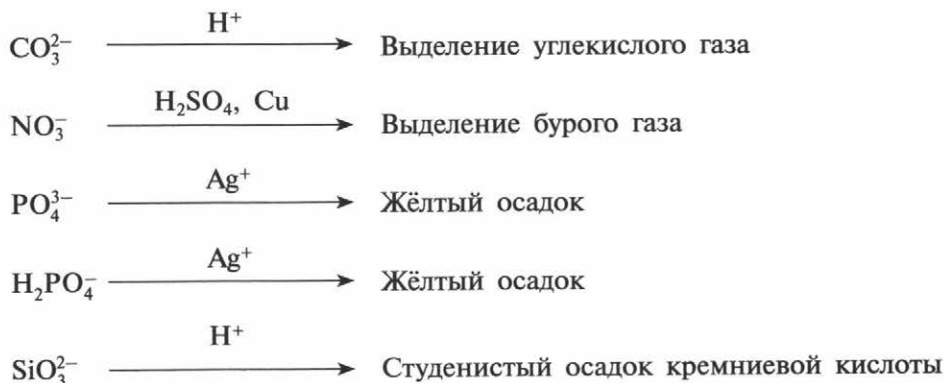 CO₃²⁻ —H⁺→ Выделение углекислого газа
NO₃⁻ —H₂SO₄, Cu→ Выделение бурого газа
PO₄³⁻ —Ag⁺→ Жёлтый осадок
H₂PO₄⁻ —Ag⁺→ Жёлтый осадок
SiO₃²⁻ —H⁺→ Студенистый осадок кремниевой кислоты